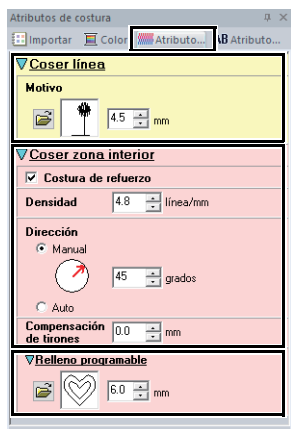 Atributos de costura
Importar Color Atributo... AB Atributo...
Coser línea
Motivo
4.5 mm
Coser zona interior
Costura de refuerzo
Densidad 4.8 línea/mm
Dirección
Manual
45 grados
Auto
Compensación de tirones 0.0 mm
Relleno programable
6.0 mm